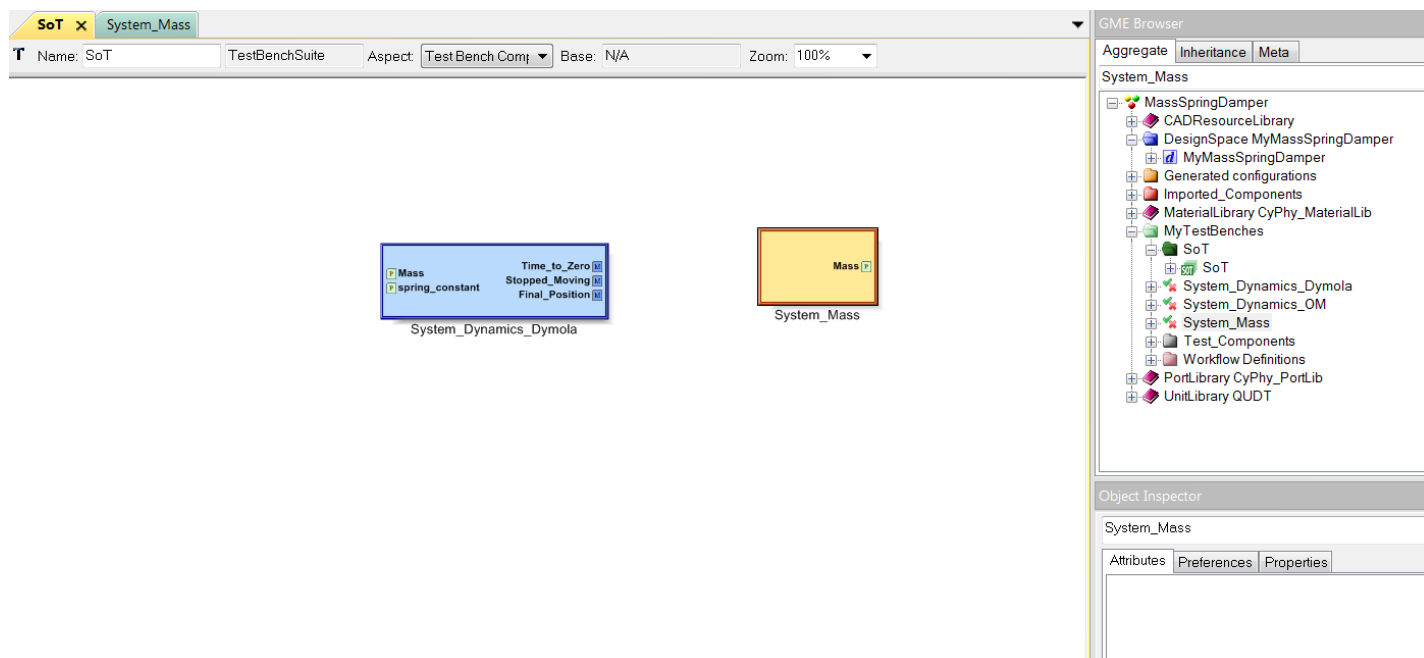 SoT
System_Mass
Name: SoT
TestBenchSuite
Aspect: Test Bench Comp
Base: N/A
Zoom: 100%
P Mass
P spring_constant
Time_to_Zero M
Stopped_Moving M
Final_Position M
System_Dynamics_Dymola
Mass P
System_Mass
GME Browser
Aggregate Inheritance Meta
System_Mass
MassSpringDamper
CADResourceLibrary
DesignSpace MyMassSpringDamper
d MyMassSpringDamper
Generated configurations
Imported_Components
MaterialLibrary CyPhy_MaterialLib
MyTestBenches
SoT
SOT SoT
System_Dynamics_Dymola
System_Dynamics_OM
System_Mass
Test_Components
Workflow Definitions
PortLibrary CyPhy_PortLib
UnitLibrary QUDT
Object Inspector
System_Mass
Attributes Preferences Properties